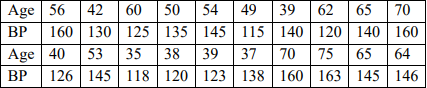 Age 56 42 60 50 54 49 39 62 65 70
BP 160 130 125 135 145 115 140 120 140 160
Age 40 53 35 38 39 37 70 75 65 64
BP 126 145 118 120 123 138 160 163 145 146